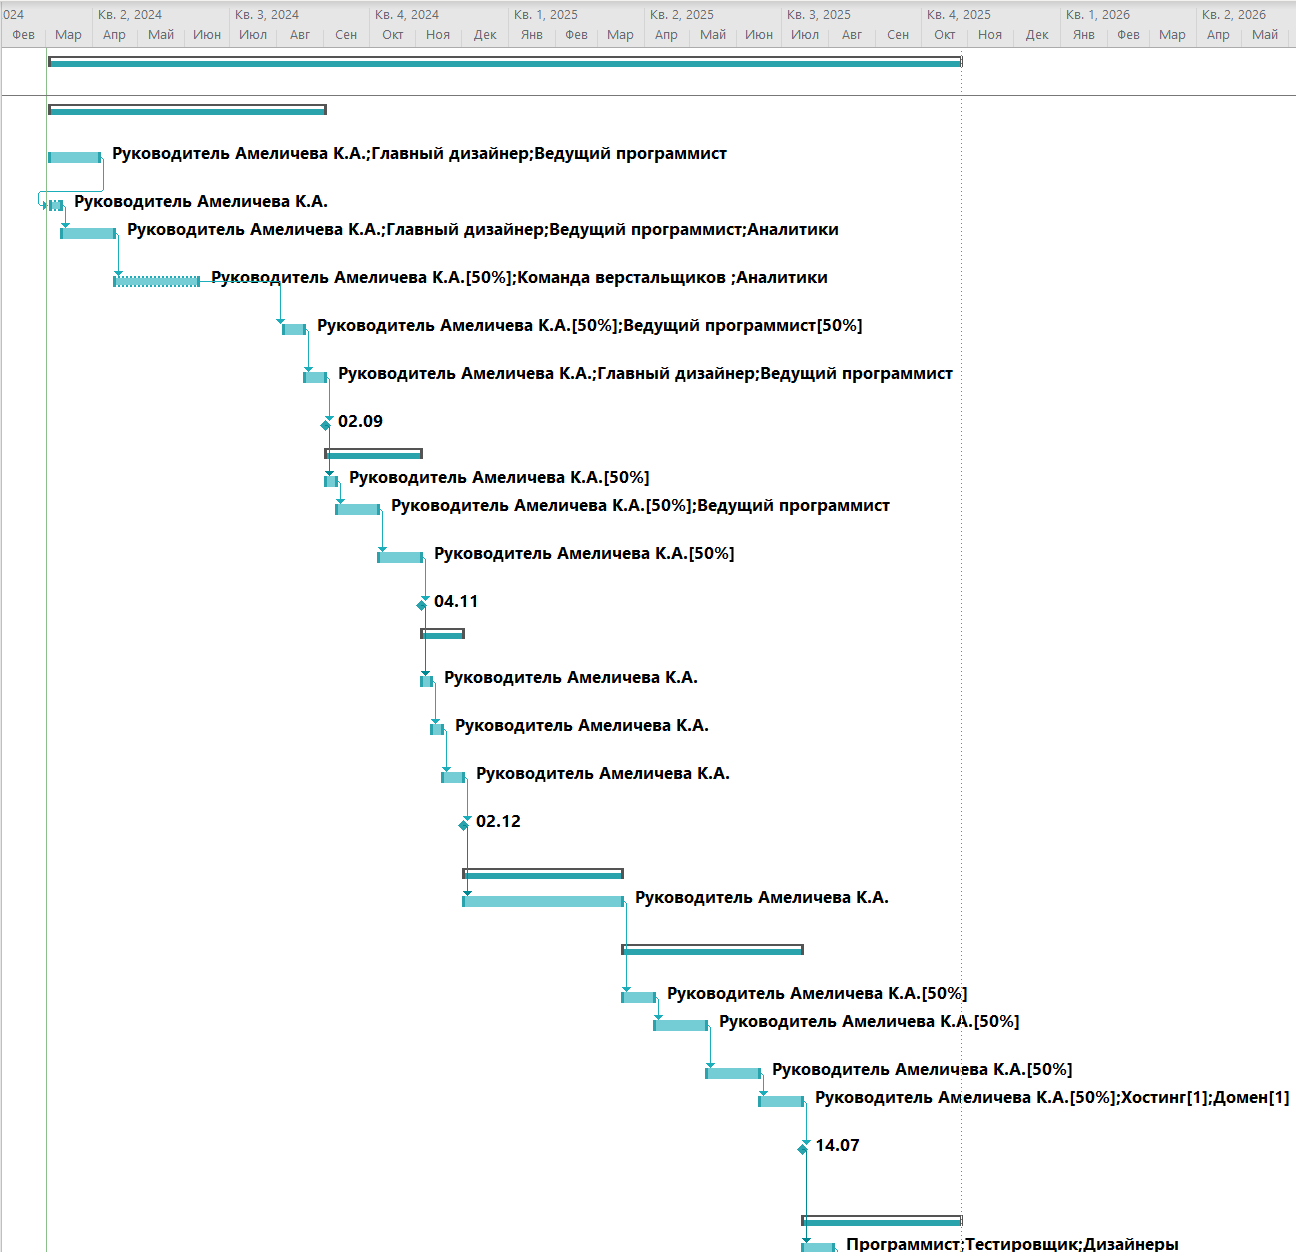 024 Кв. 2, 2024 Кв. 3, 2024 Кв. 4, 2024 Кв. 1, 2025 Кв. 2, 2025 Кв. 3, 2025 Кв. 4, 2025 Кв. 1, 2026 Кв. 2, 2026
Фев Мар Апр Май Июн Июл Авг Сен Окт Ноя Дек Янв Фев Мар Апр Май Июн Июл Авг Сен Окт Ноя Дек Янв Фев Мар Апр Май
Руководитель Амеличева К.А.;Главный дизайнер;Ведущий программист
Руководитель Амеличева К.А.
Руководитель Амеличева К.А.;Главный дизайнер;Ведущий программист;Аналитики
Руководитель Амеличева К.А.[50%];Команда верстальщиков ;Аналитики
Руководитель Амеличева К.А.[50%];Ведущий программист[50%]
Руководитель Амеличева К.А.;Главный дизайнер;Ведущий программист
02.09
Руководитель Амеличева К.А.[50%]
Руководитель Амеличева К.А.[50%];Ведущий программист
Руководитель Амеличева К.А.[50%]
04.11
Руководитель Амеличева К.А.
Руководитель Амеличева К.А.
Руководитель Амеличева К.А.
02.12
Руководитель Амеличева К.А.
Руководитель Амеличева К.А.[50%]
Руководитель Амеличева К.А.[50%]
Руководитель Амеличева К.А.[50%]
Руководитель Амеличева К.А.[50%];Хостинг[1];Домен[1]
14.07
Программист;Тестировщик;Дизайнеры